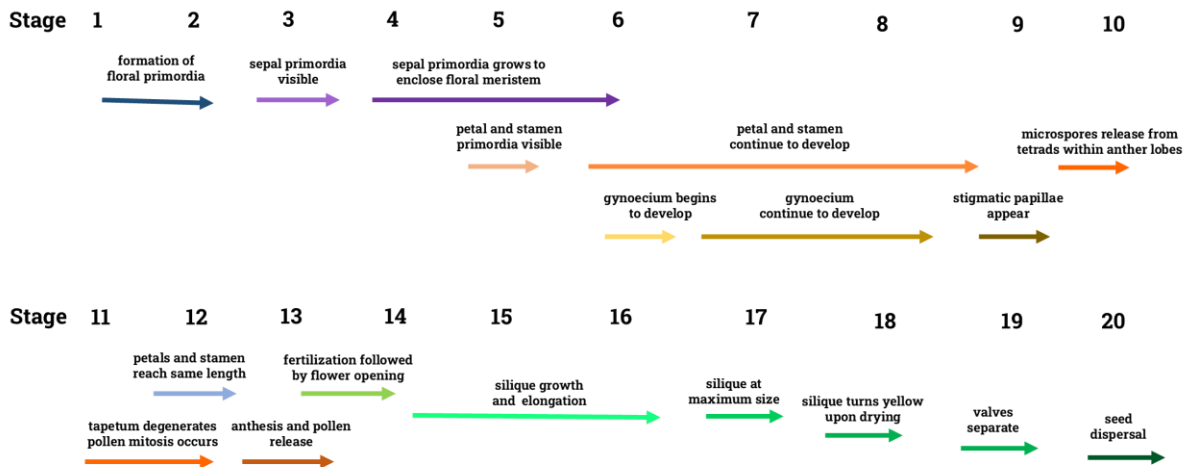 Stage 1 2 3 4 5 6 7 8 9 10
formation of
floral primordia
sepal primordia
visible
sepal primordia grows to
enclose floral meristem
petal and stamen
primordia visible
petal and stamen
continue to develop
microspores release from
tetrads within anther lobes
gynoecium begins
to develop
gynoecium
continue to develop
stigmatic papillae
appear
Stage 11 12 13 14 15 16 17 18 19 20
petals and stamen
reach same length
fertilization followed
by flower opening
silique growth
and elongation
silique at
maximum size
silique turns yellow
upon drying
valves
separate
seed
dispersal
tapetum degenerates
pollen mitosis occurs
anthesis and pollen
release